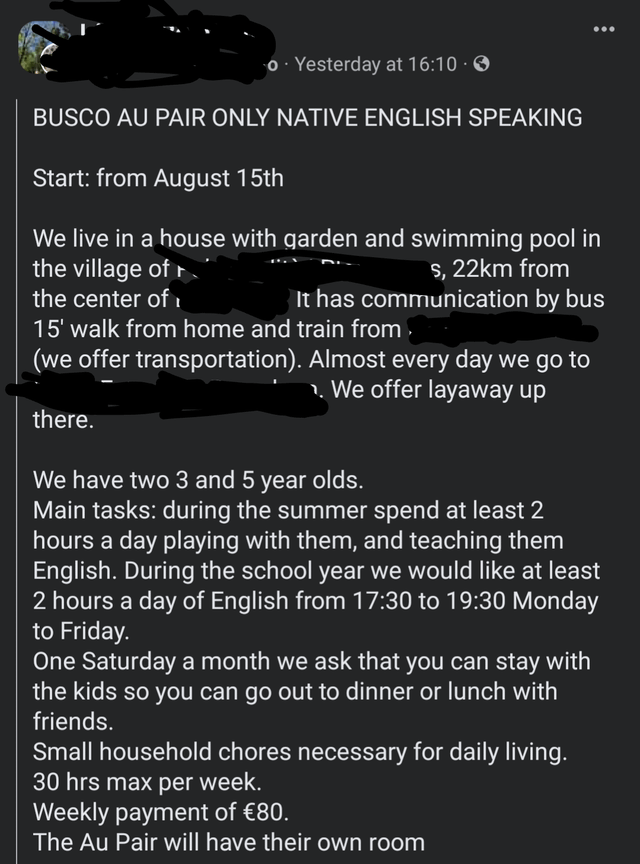 · Yesterday at 16:10 ·
BUSCO AU PAIR ONLY NATIVE ENGLISH SPEAKING
Start: from August 15th
We live in a house with garden and swimming pool in
the village of , 22km from
the center of It has communication by bus
15' walk from home and train from
(we offer transportation). Almost every day we go to
. We offer layaway up
there.
We have two 3 and 5 year olds.
Main tasks: during the summer spend at least 2
hours a day playing with them, and teaching them
English. During the school year we would like at least
2 hours a day of English from 17:30 to 19:30 Monday
to Friday.
One Saturday a month we ask that you can stay with
the kids so you can go out to dinner or lunch with
friends.
Small household chores necessary for daily living.
30 hrs max per week.
Weekly payment of €80.
The Au Pair will have their own room